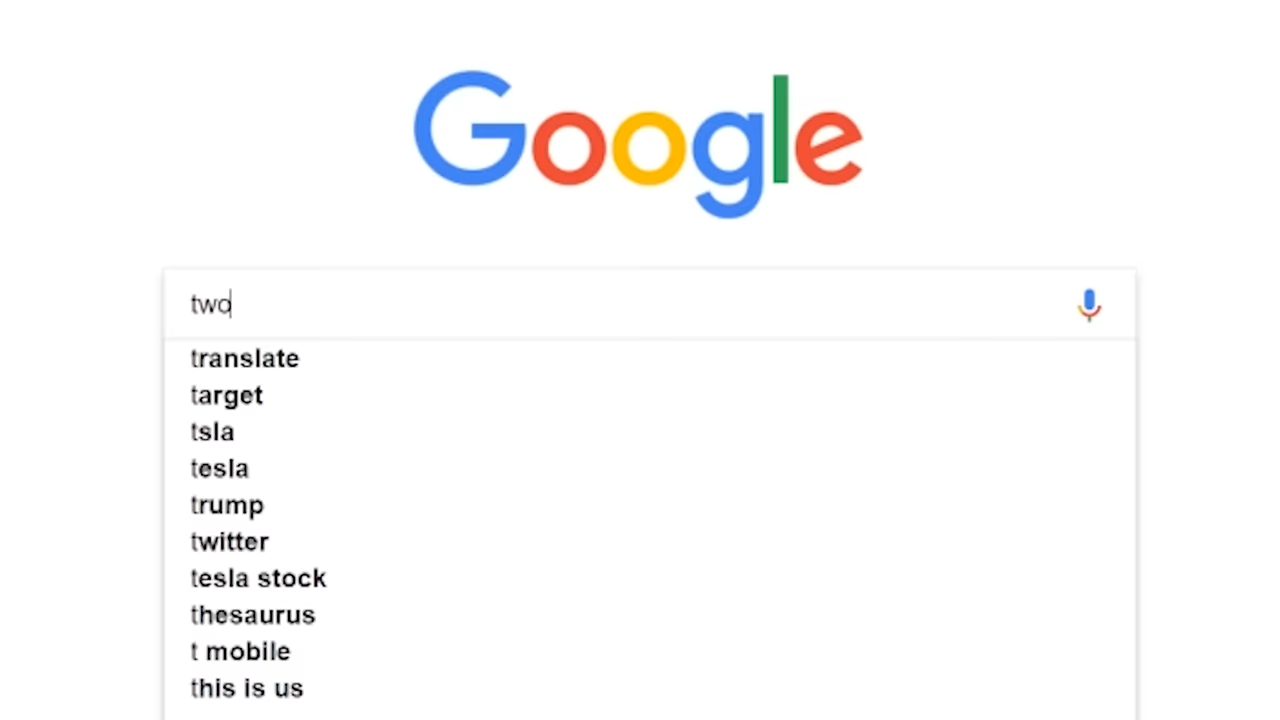 Google
two
translate
target
tsla
tesla
trump
twitter
tesla stock
thesaurus
t mobile
this is us